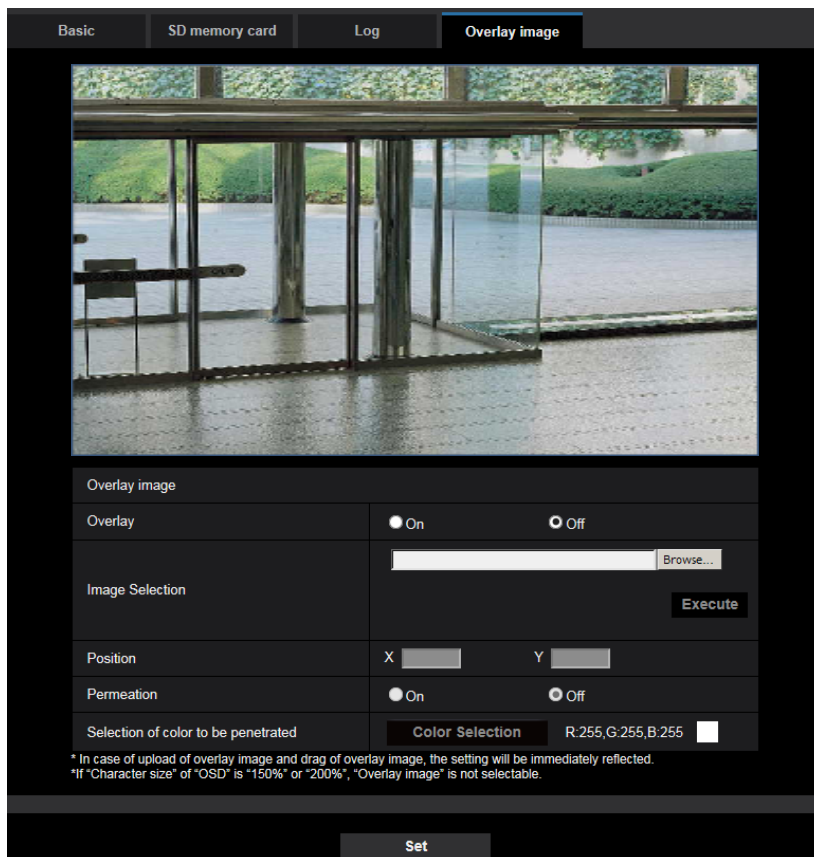 Basic SD memory card Log Overlay image
OUT
Overlay image
Overlay On Off
Browse...
Image Selection
Execute
Position X Y
Permeation On Off
Selection of color to be penetrated Color Selection R:255,G:255,B:255
* In case of upload of overlay image and drag of overlay image, the setting will be immediately reflected.
*If “Character size” of “OSD” is “150%” or “200%”, “Overlay image” is not selectable.
Set